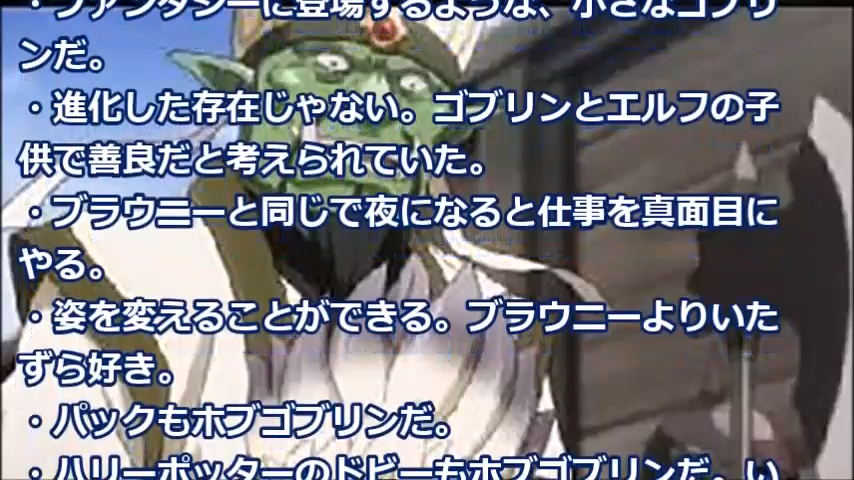 ・ファンタジーに登場するような、小さなゴブリ
ンだ。
・進化した存在じゃない。ゴブリンとエルフの子
供で善良だと考えられていた。
・ブラウニーと同じで夜になると仕事を真面目に
やる。
・姿を変えることができる。ブラウニーよりいた
ずら好き。
・パックもホブゴブリンだ。
・ハリーポッターのドビーもホブゴブリンだ。い